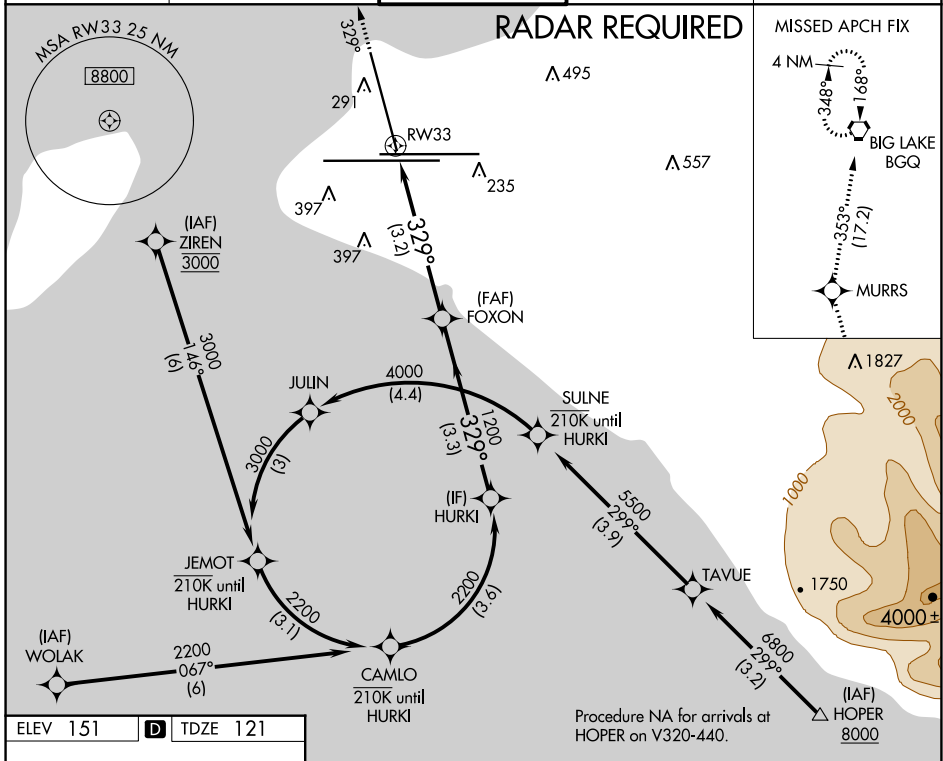 RADAR REQUIRED
MSA RW33 25 NM
8800
329°
291
RW33
495
235
557
397
397
MISSED APCH FIX
4 NM
348°
168°
BIG LAKE
BGQ
353°
(17.2)
MURRS
(IAF)
ZIREN
3000
3000
146°
(6)
329°
(3.2)
(FAF)
FOXON
JULIN
4000
(4.4)
3000
(3)
1200
329°
(3.3)
SULNE
210K until
HURKI
(IF)
HURKI
5500
299°
(3.9)
TAVUE
1827
2000
1000
1750
4000±
JEMOT
210K until
HURKI
2200
(3.1)
2200
(3.6)
(IAF)
WOLAK
2200
067°
(6)
CAMLO
210K until
HURKI
6800
299°
(3.2)
(IAF)
HOPER
8000
Procedure NA for arrivals at
HOPER on V320-440.
ELEV 151
D
TDZE 121